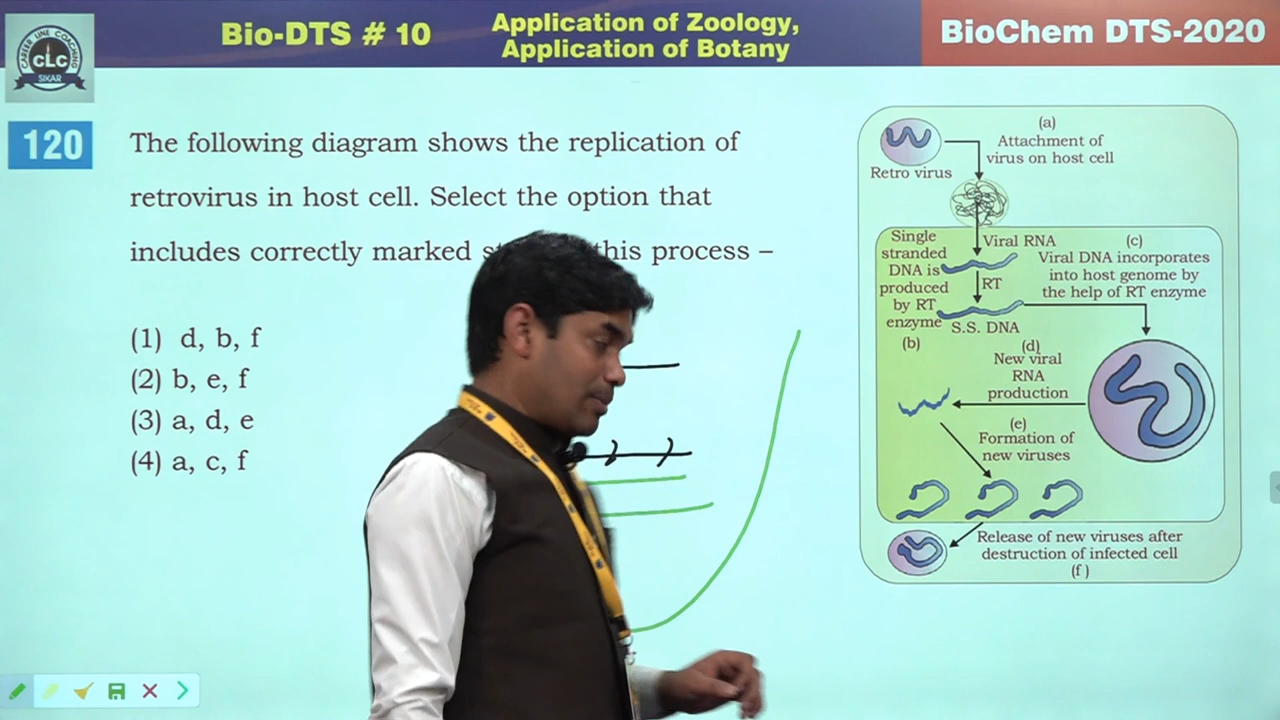 Bio-DTS # 10
Application of Zoology,
Application of Botany
BioChem DTS-2020
CAREER LINE COACHING
CLC
SIKAR
120
The following diagram shows the replication of
retrovirus in host cell. Select the option that
includes correctly marked this process –
(1) d, b, f
(2) b, e, f
(3) a, d, e
(4) a, c, f
(a)
Attachment of
virus on host cell
Retro virus
Single
stranded
DNA is
produced
by RT
enzyme
(b)
Viral RNA
RT
S.S. DNA
(c)
Viral DNA incorporates
into host genome by
the help of RT enzyme
(d)
New viral
RNA
production
(e)
Formation of
new viruses
Release of new viruses after
destruction of infected cell
(f)